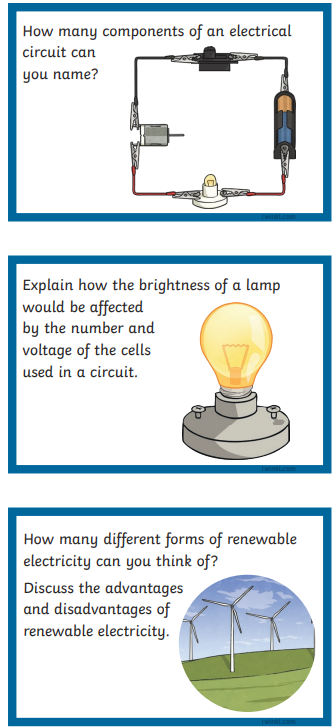 How many components of an electrical
circuit can
you name?
Explain how the brightness of a lamp
would be affected
by the number and
voltage of the cells
used in a circuit.
How many different forms of renewable
electricity can you think of?
Discuss the advantages
and disadvantages of
renewable electricity.